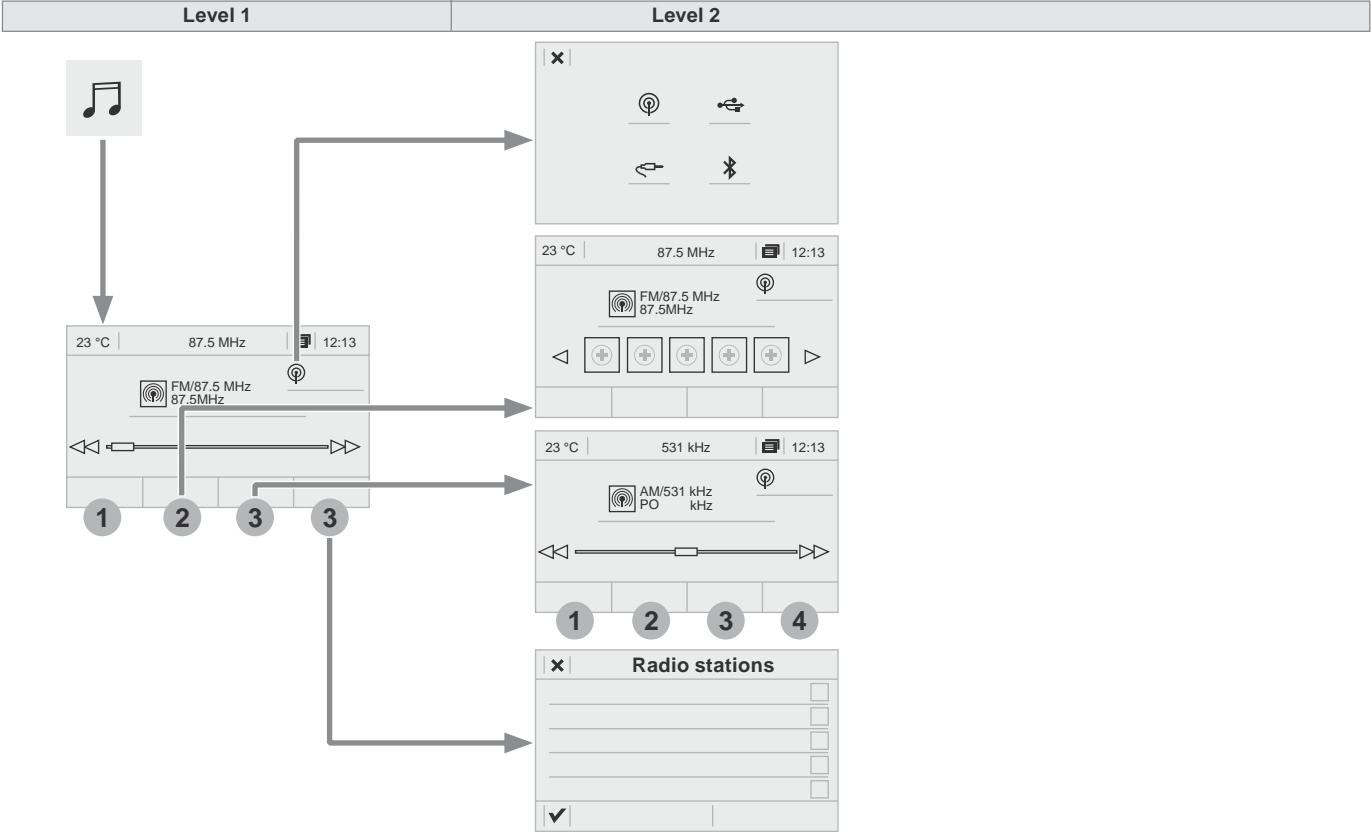 Level 1 Level 2
23 °C 87.5 MHz 12:13
FM/87.5 MHz
87.5MHz
1 2 3 3
23 °C 87.5 MHz 12:13
FM/87.5 MHz
87.5MHz
23 °C 531 kHz 12:13
AM/531 kHz
PO kHz
1 2 3 4
Radio stations